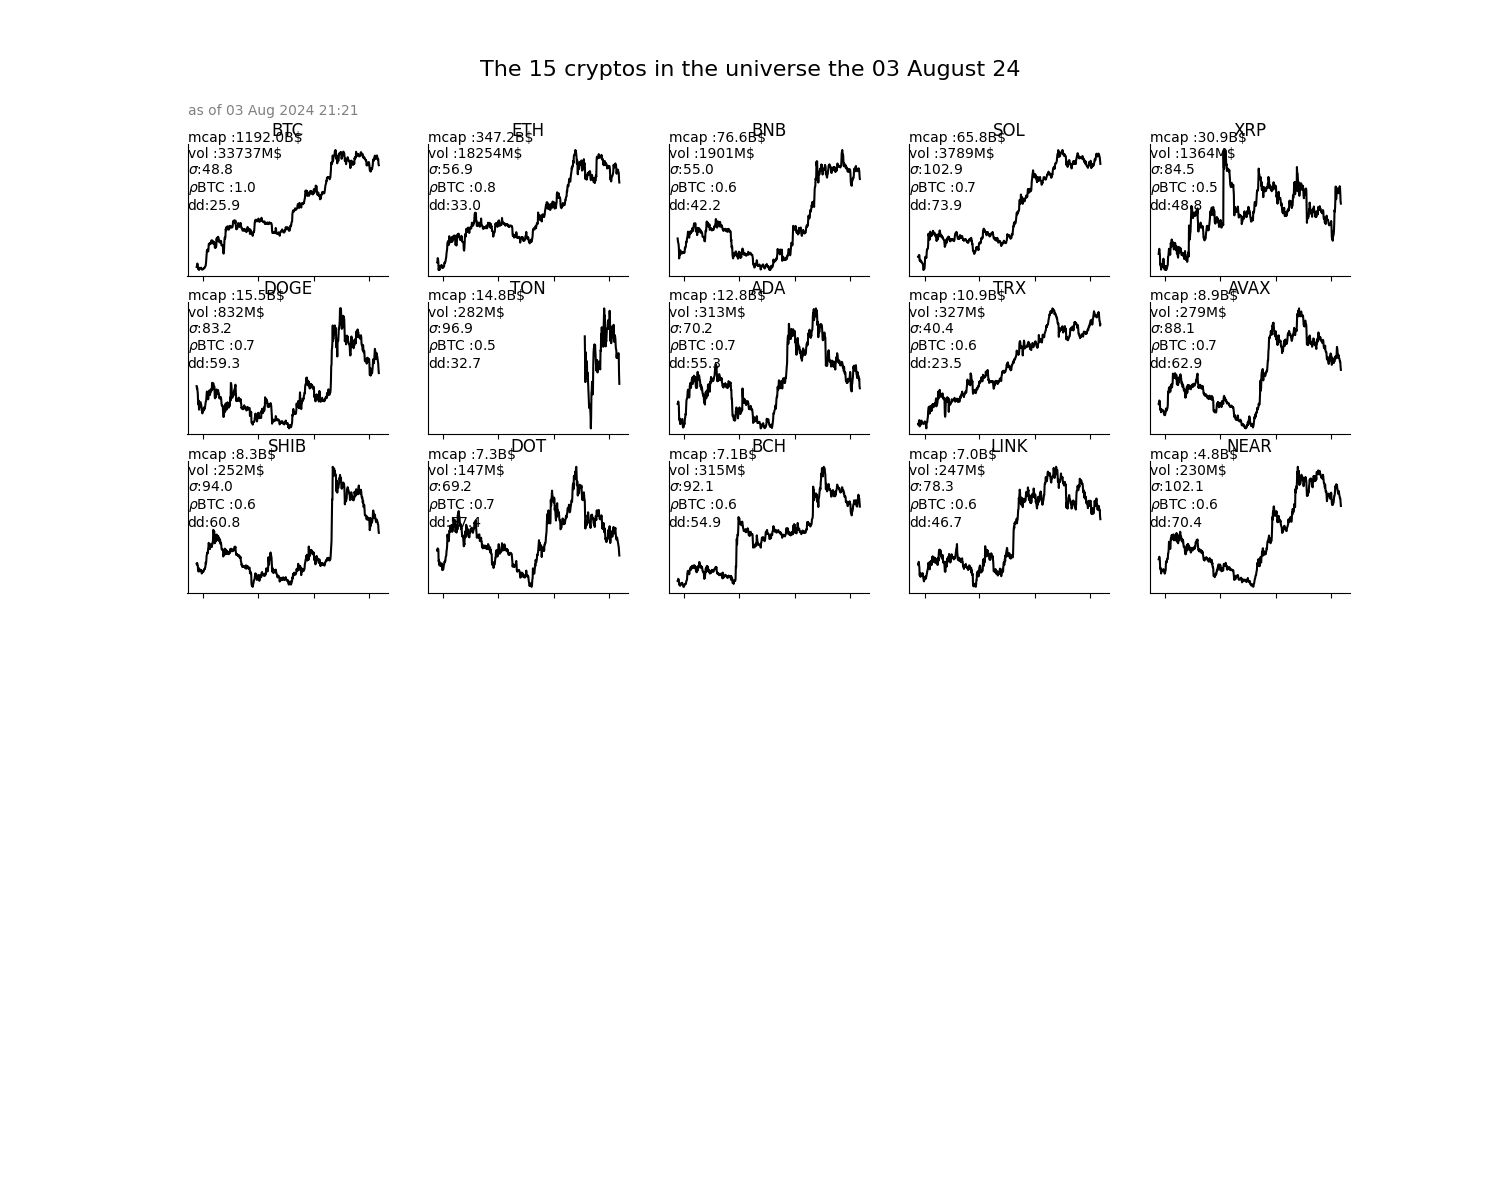 The 15 cryptos in the universe the 03 August 24
as of 03 Aug 2024 21:21
BTC
mcap :1192.0B$
vol :33737M$
σ:48.8
ρBTC :1.0
dd:25.9
ETH
mcap :347.2B$
vol :18254M$
σ:56.9
ρBTC :0.8
dd:33.0
BNB
mcap :76.6B$
vol :1901M$
σ:55.0
ρBTC :0.6
dd:42.2
SOL
mcap :65.8B$
vol :3789M$
σ:102.9
ρBTC :0.7
dd:73.9
XRP
mcap :30.9B$
vol :1364M$
σ:84.5
ρBTC :0.5
dd:48.8
DOGE
mcap :15.5B$
vol :832M$
σ:83.2
ρBTC :0.7
dd:59.3
TON
mcap :14.8B$
vol :282M$
σ:96.9
ρBTC :0.5
dd:32.7
ADA
mcap :12.8B$
vol :313M$
σ:70.2
ρBTC :0.7
dd:55.3
TRX
mcap :10.9B$
vol :327M$
σ:40.4
ρBTC :0.6
dd:23.5
AVAX
mcap :8.9B$
vol :279M$
σ:88.1
ρBTC :0.7
dd:62.9
SHIB
mcap :8.3B$
vol :252M$
σ:94.0
ρBTC :0.6
dd:60.8
DOT
mcap :7.3B$
vol :147M$
σ:69.2
ρBTC :0.7
dd:57.4
BCH
mcap :7.1B$
vol :315M$
σ:92.1
ρBTC :0.6
dd:54.9
LINK
mcap :7.0B$
vol :247M$
σ:78.3
ρBTC :0.6
dd:46.7
NEAR
mcap :4.8B$
vol :230M$
σ:102.1
ρBTC :0.6
dd:70.4